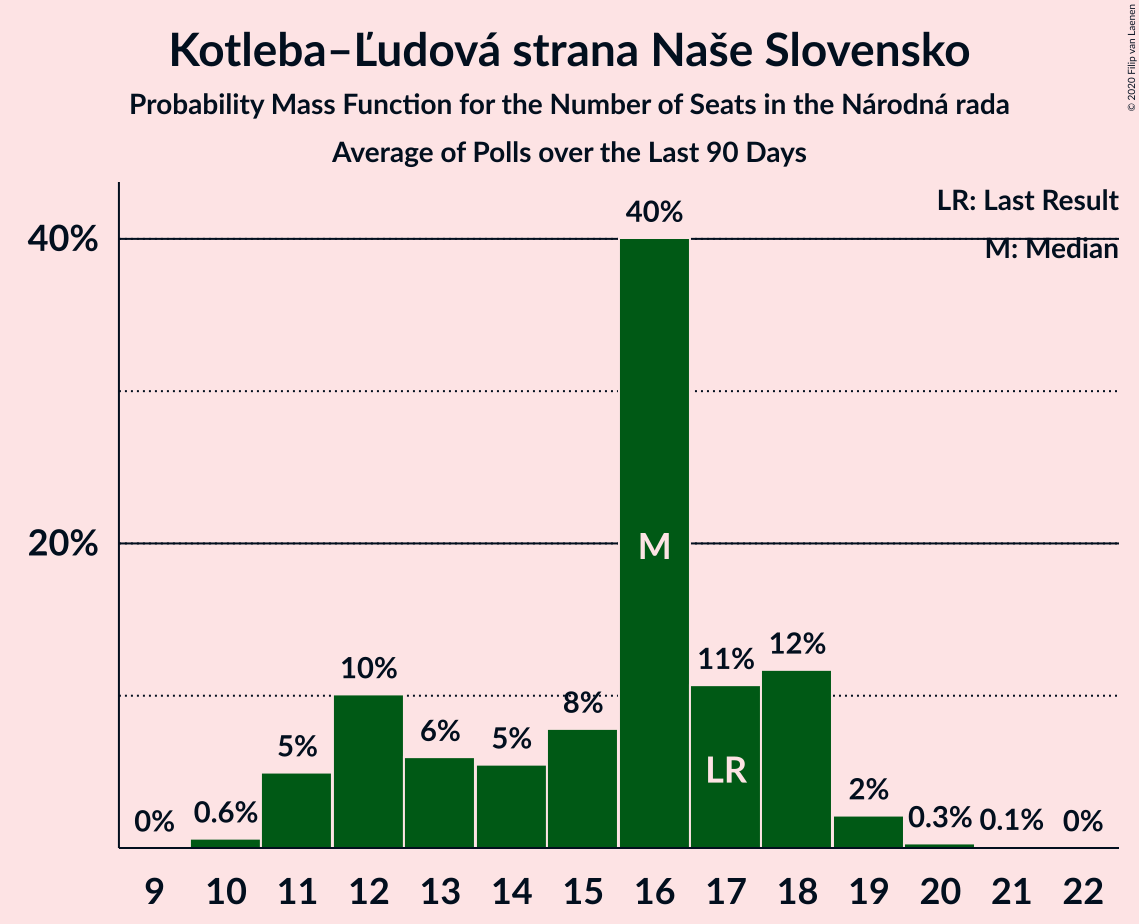 Kotleba–Ľudová strana Naše Slovensko
Probability Mass Function for the Number of Seats in the Národná rada
Average of Polls over the Last 90 Days
© 2020 Filip van Laenen
LR: Last Result
M: Median
40%
20%
0%
0.6%
5%
10%
6%
5%
8%
40%
11%
12%
2%
0.3%
0.1%
0%
M
LR
9 10 11 12 13 14 15 16 17 18 19 20 21 22